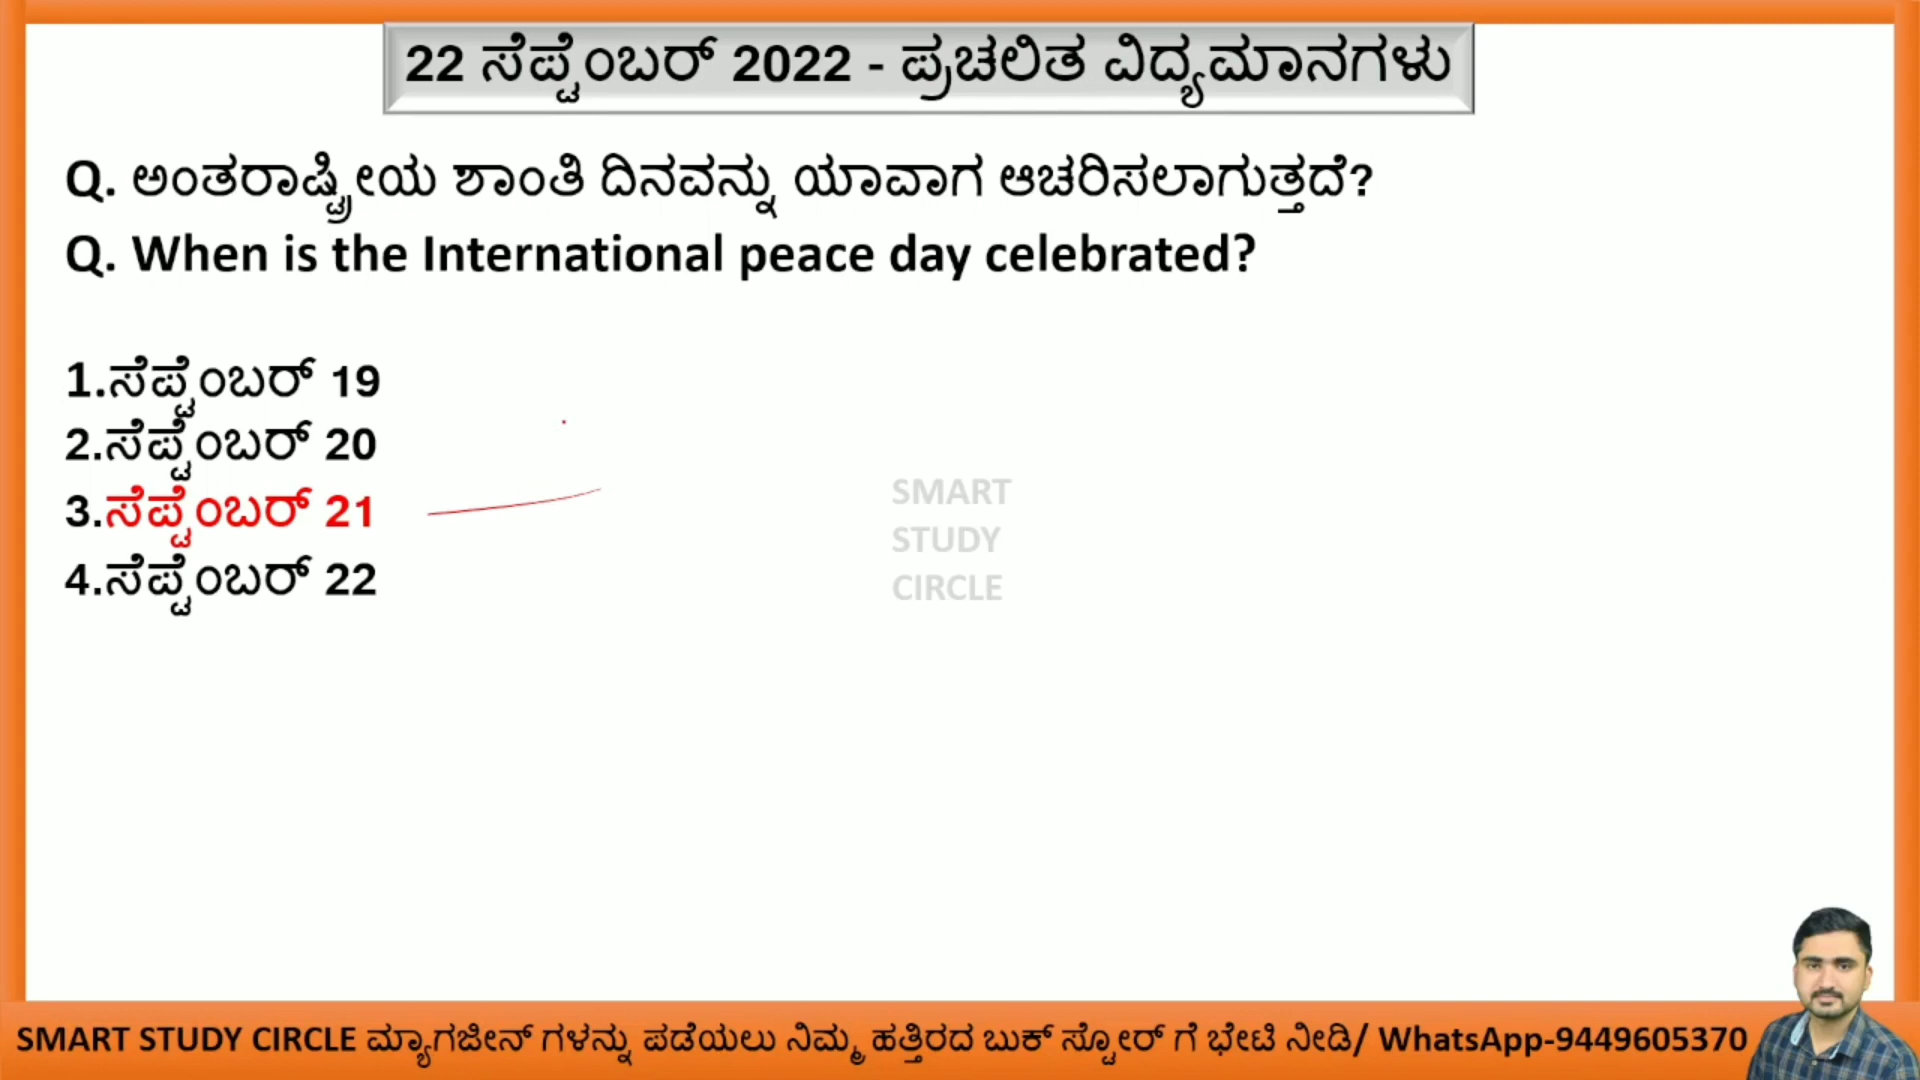 22 ಸೆಪ್ಟೆಂಬರ್ 2022 - ಪ್ರಚಲಿತ ವಿದ್ಯಮಾನಗಳು
Q. ಅಂತರಾಷ್ಟ್ರೀಯ ಶಾಂತಿ ದಿನವನ್ನು ಯಾವಾಗ ಆಚರಿಸಲಾಗುತ್ತದೆ?
Q. When is the International peace day celebrated?
1.ಸೆಪ್ಟೆಂಬರ್ 19
2.ಸೆಪ್ಟೆಂಬರ್ 20
3.ಸೆಪ್ಟೆಂಬರ್ 21
4.ಸೆಪ್ಟೆಂಬರ್ 22
SMART
STUDY
CIRCLE
SMART STUDY CIRCLE ಮ್ಯಾಗಜೀನ್ ಗಳನ್ನು ಪಡೆಯಲು ನಿಮ್ಮ ಹತ್ತಿರದ ಬುಕ್ ಸ್ಟೋರ್ ಗೆ ಭೇಟಿ ನೀಡಿ/ WhatsApp-9449605370